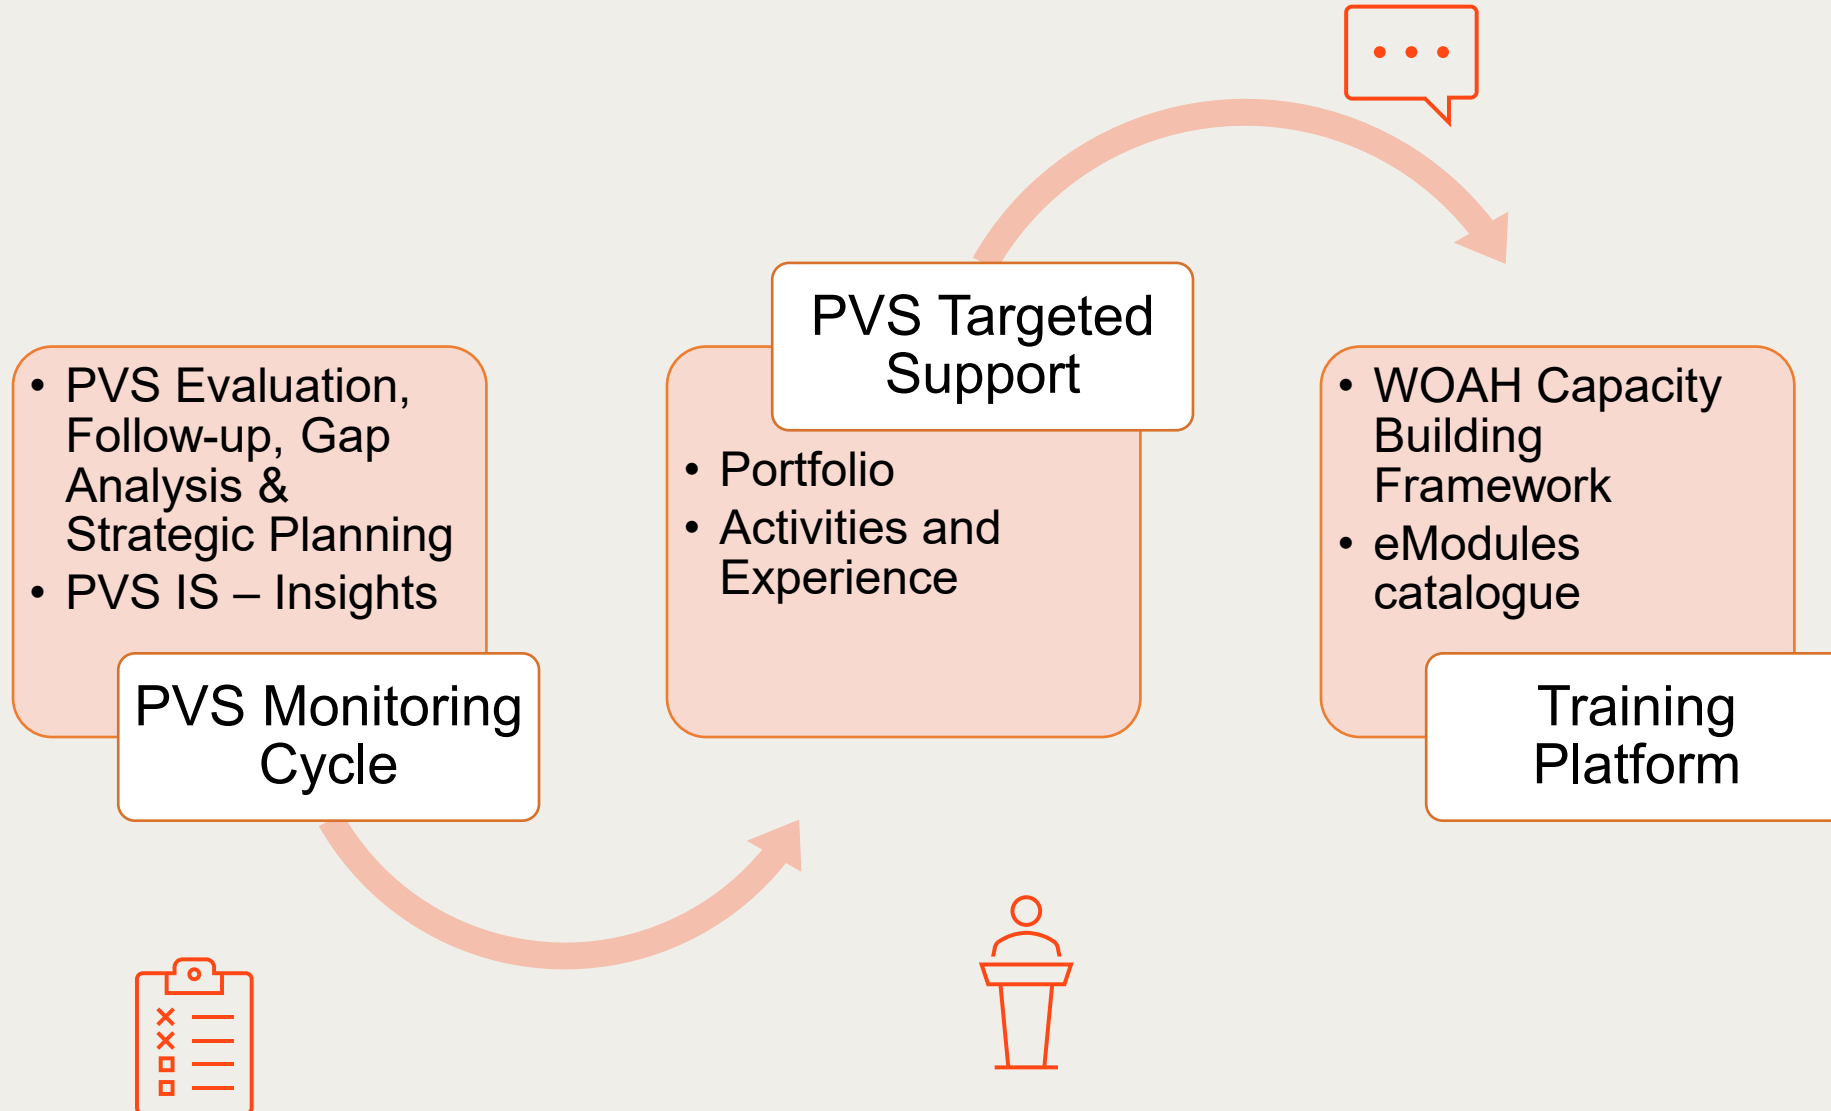 • PVS Evaluation,
Follow-up, Gap
Analysis &
Strategic Planning
• PVS IS – Insights
PVS Monitoring
Cycle
PVS Targeted
Support
• Portfolio
• Activities and
Experience
• WOAH Capacity
Building
Framework
• eModules
catalogue
Training
Platform